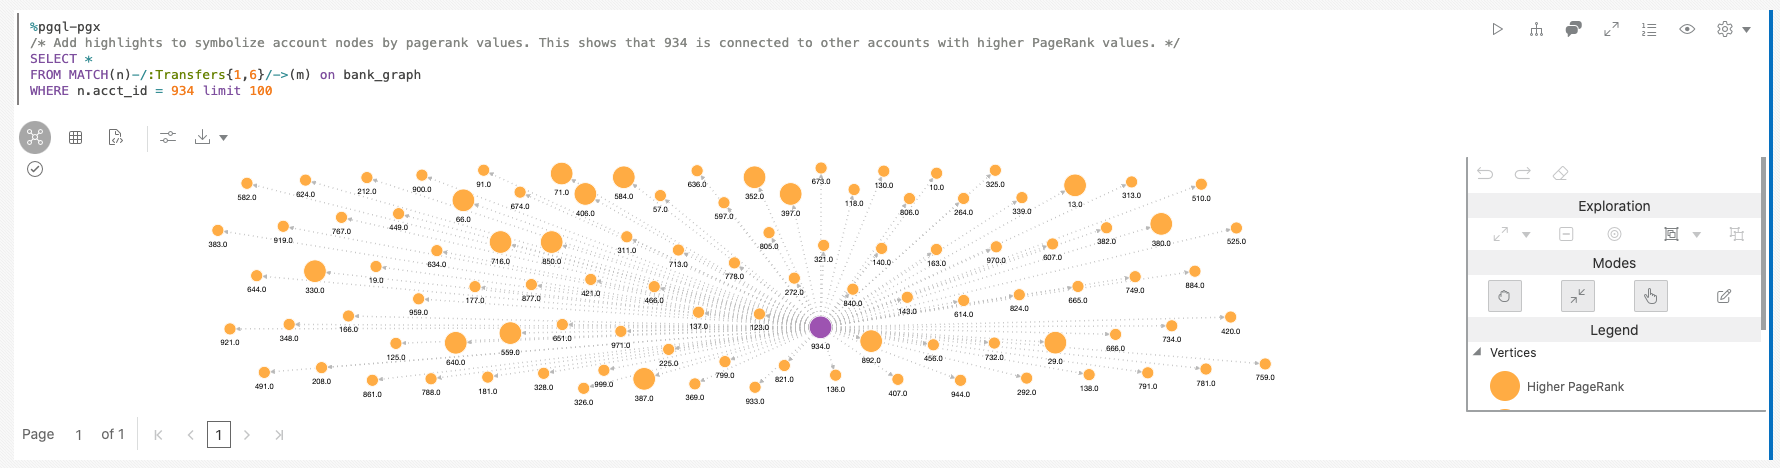 %pgql-pgx
/* Add highlights to symbolize account nodes by pagerank values. This shows that 934 is connected to other accounts with higher PageRank values. */
SELECT *
FROM MATCH(n)-/:Transfers{1,6}/->(m) on bank_graph
WHERE n.acct_id = 934 limit 100
582.0 624.0 212.0 900.0 91.0 674.0 71.0 406.0 584.0 57.0 636.0 597.0 352.0 397.0 673.0 118.0 130.0 806.0 10.0 264.0 325.0 339.0 13.0 313.0 510.0
383.0 919.0 767.0 449.0 66.0 634.0 716.0 850.0 311.0 713.0 778.0 805.0 321.0 140.0 163.0 970.0 607.0 382.0 380.0 525.0
644.0 330.0 19.0 959.0 177.0 877.0 421.0 466.0 137.0 123.0 272.0 840.0 143.0 614.0 824.0 665.0 749.0 884.0
921.0 348.0 166.0 125.0 640.0 559.0 651.0 971.0 225.0 934.0 892.0 456.0 732.0 29.0 666.0 734.0 420.0
491.0 208.0 861.0 788.0 181.0 328.0 326.0 999.0 387.0 369.0 799.0 933.0 821.0 136.0 407.0 944.0 292.0 138.0 791.0 781.0 759.0
Exploration
Modes
Legend
Vertices
Higher PageRank
Page 1 of 1 1